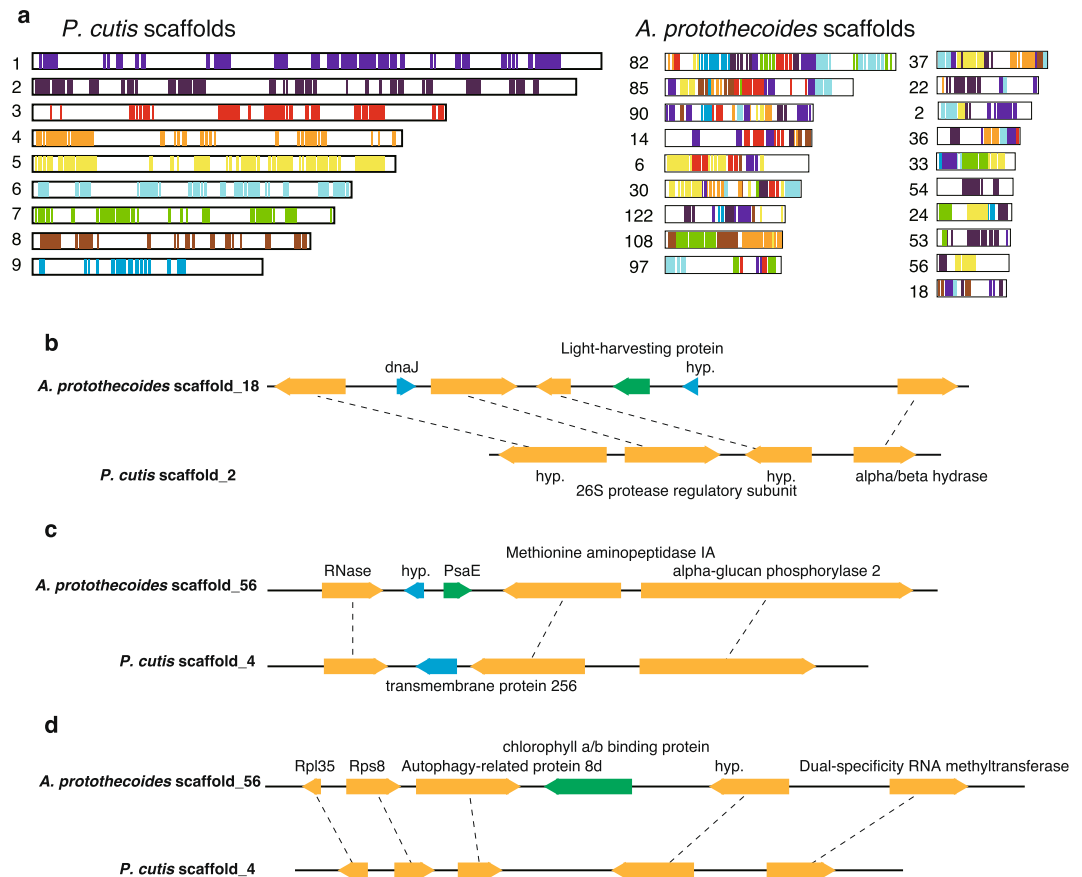 a
P. cutis scaffolds
1
2
3
4
5
6
7
8
9
A. protothecoides scaffolds
82
85
90
14
6
30
122
108
97
37
22
2
36
33
54
24
53
56
18
b
Light-harvesting protein
dnaJ
hyp.
A. protothecoides scaffold_18
P. cutis scaffold_2
hyp.
hyp.
alpha/beta hydrase
26S protease regulatory subunit
c
Methionine aminopeptidase IA
RNase
hyp.
PsaE
alpha-glucan phosphorylase 2
A. protothecoides scaffold_56
P. cutis scaffold_4
transmembrane protein 256
d
chlorophyll a/b binding protein
Rpl35
Rps8
Autophagy-related protein 8d
hyp.
Dual-specificity RNA methyltransferase
A. protothecoides scaffold_56
P. cutis scaffold_4